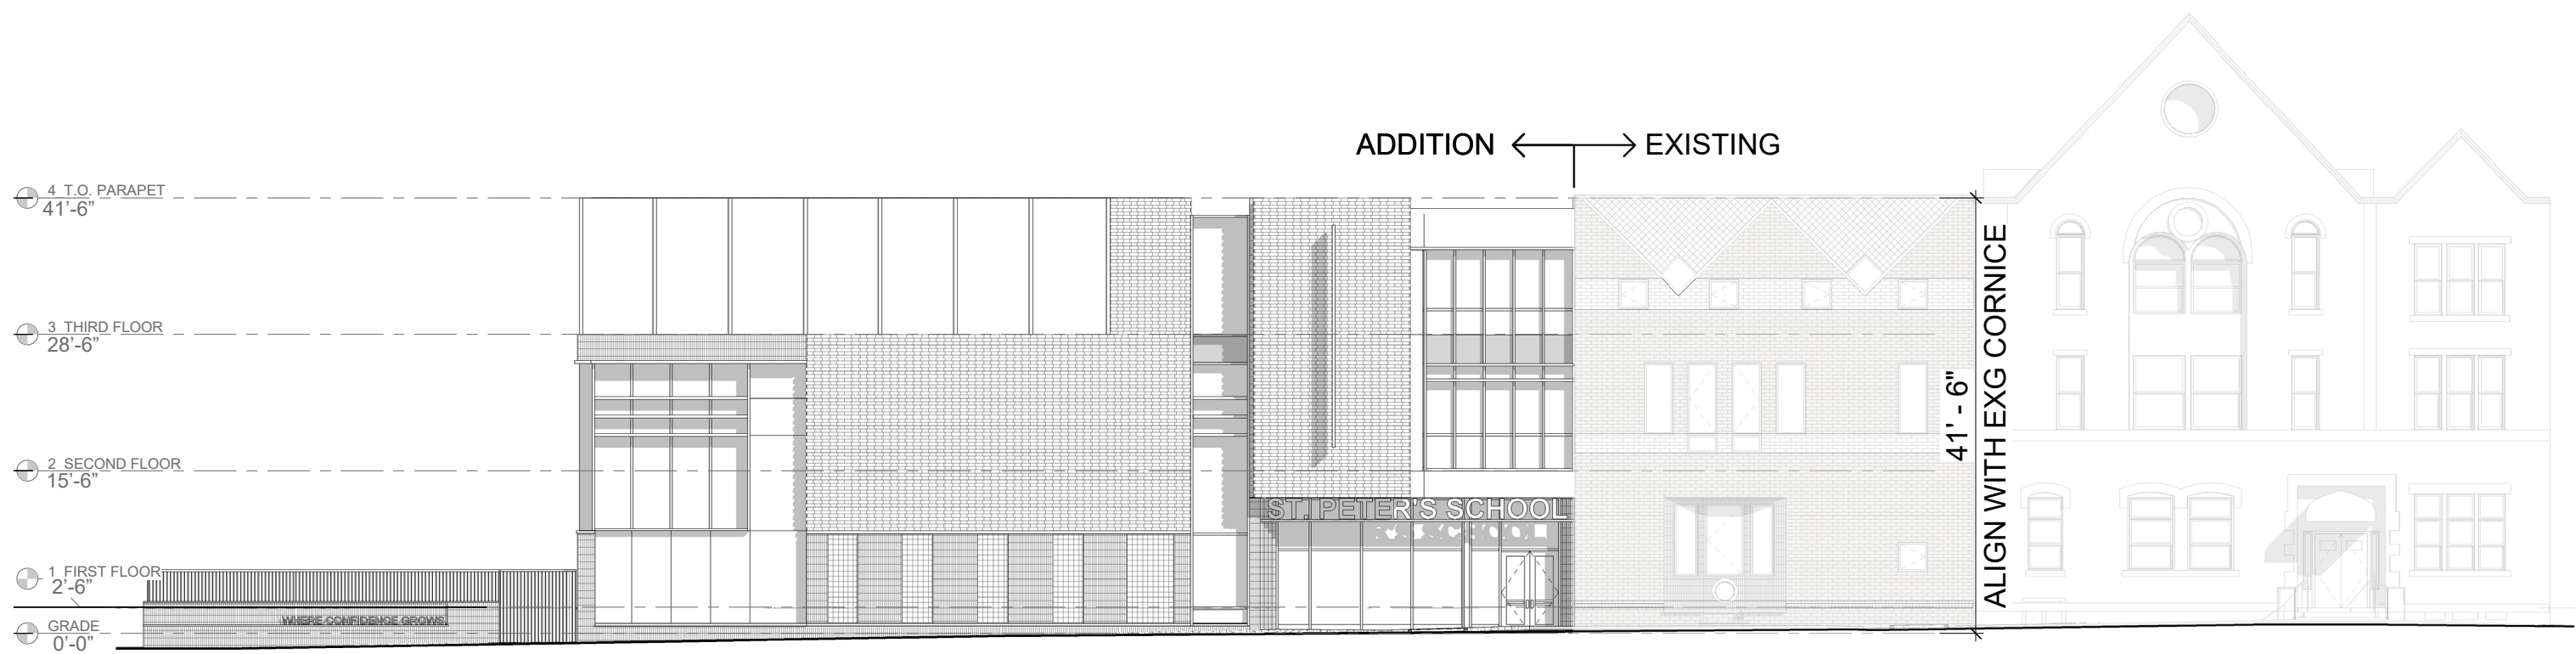 ADDITION
EXISTING
4 T.O. PARAPET
41'-6"
3 THIRD FLOOR
28'-6"
2 SECOND FLOOR
15'-6"
1 FIRST FLOOR
2'-6"
GRADE
0'-0"
WHERE CONFIDENCE GROWS
ST. PETER'S SCHOOL
41' - 6"
ALIGN WITH EXG CORNICE